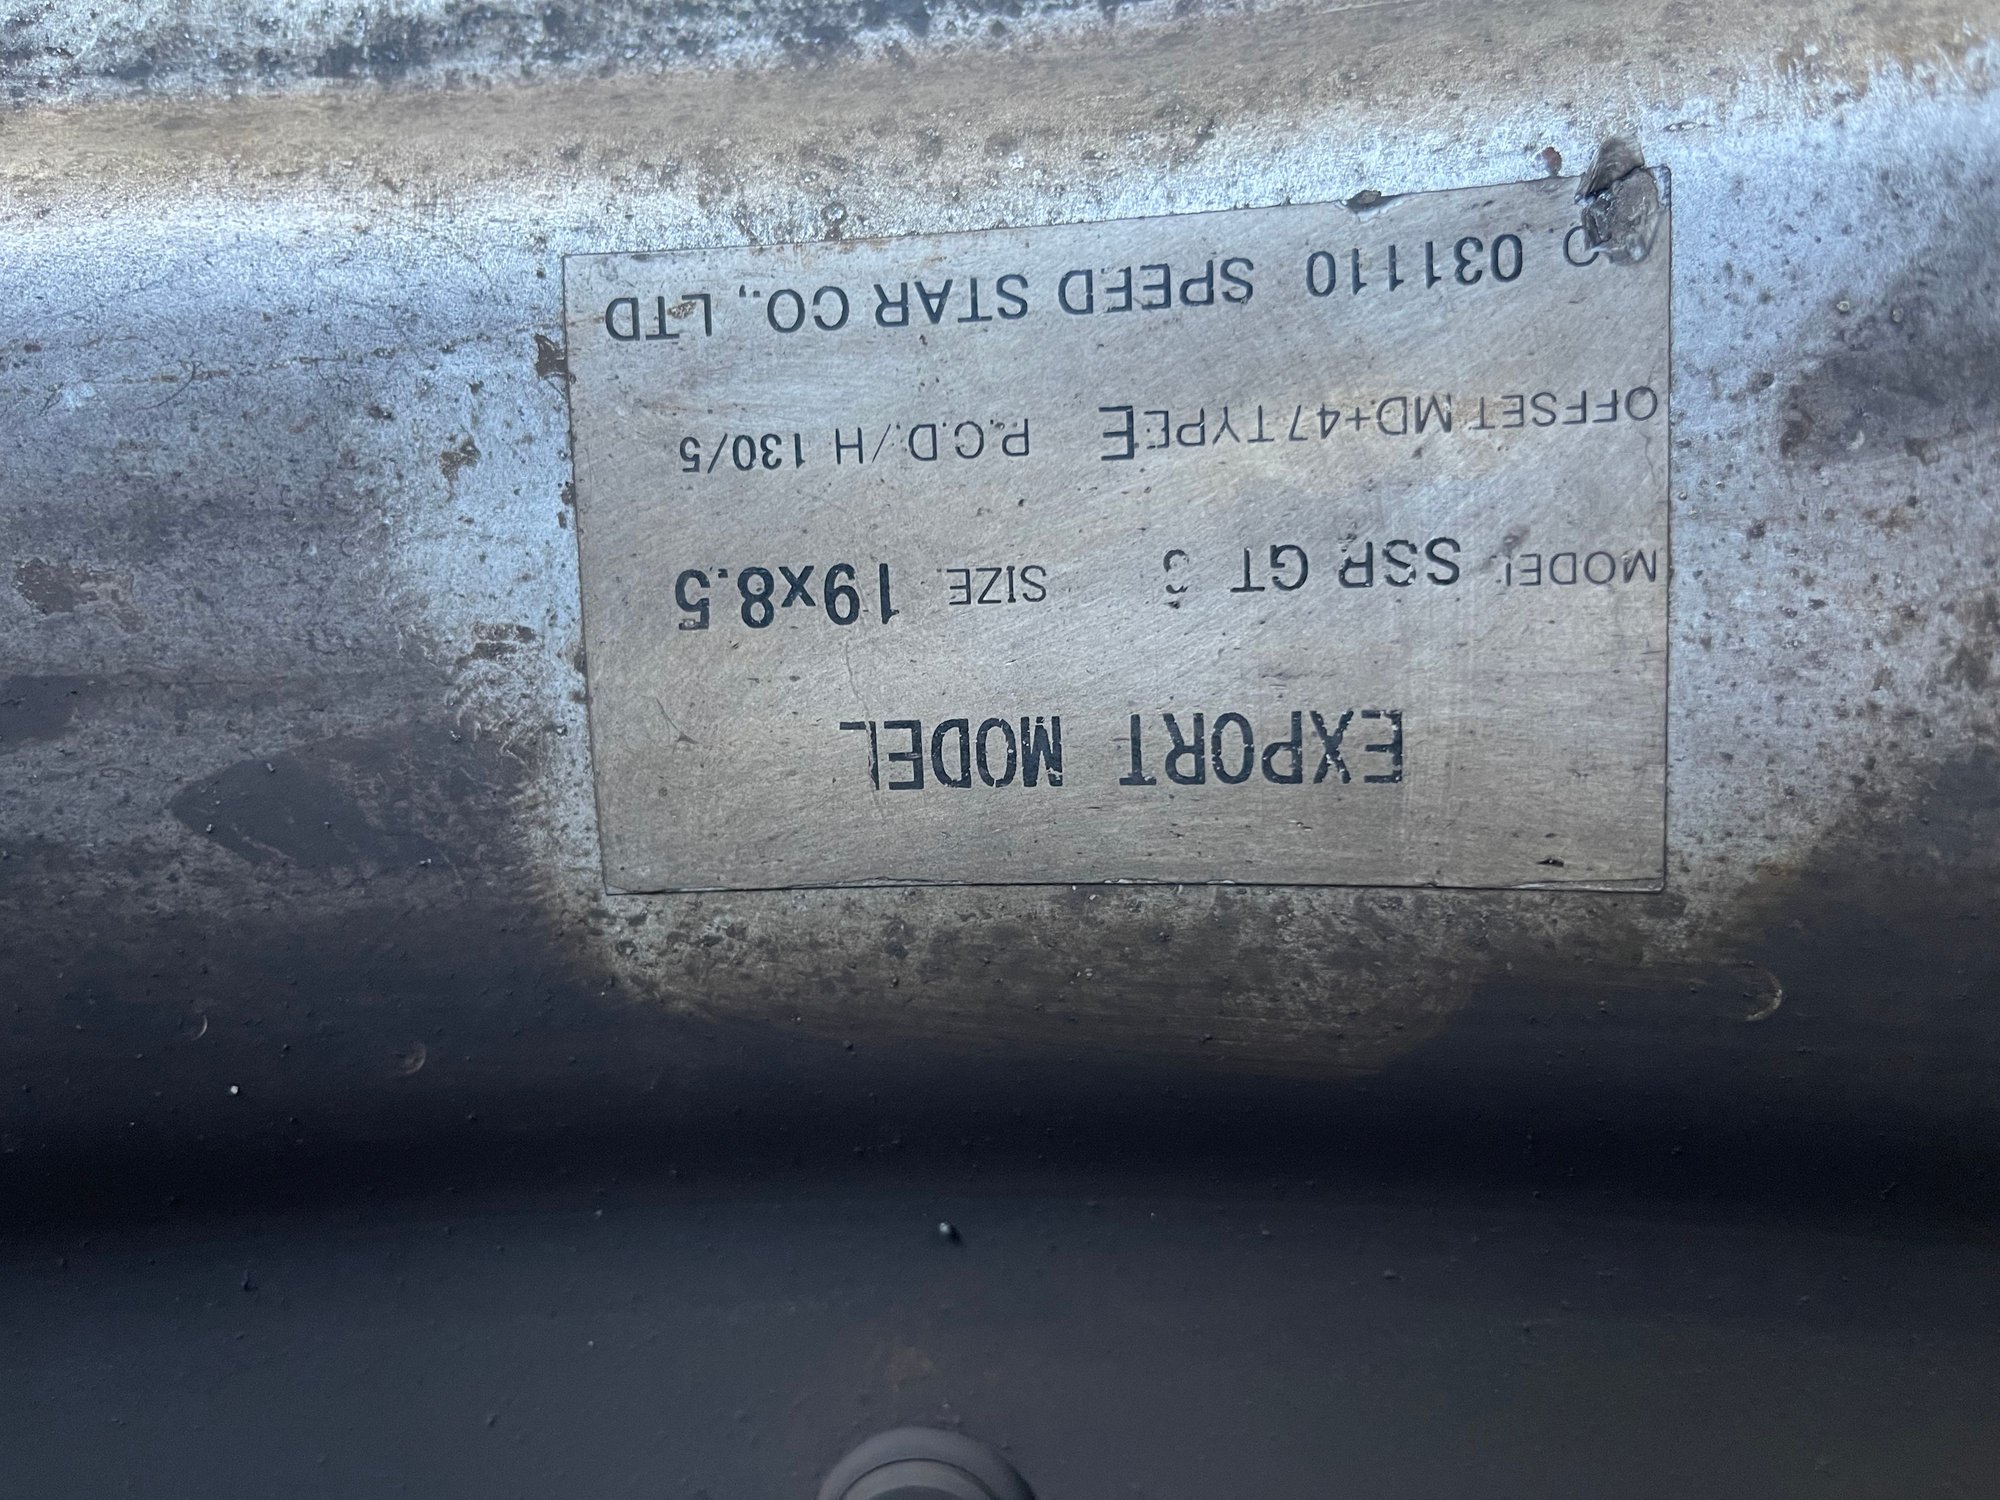 EXPORT MODEL
MODEL SSR GT 3 SIZE 19x8.5
OFFSET MD+47 TYPE E P.C.D./H 130/5
031110 SPEED STAR CO., LTD